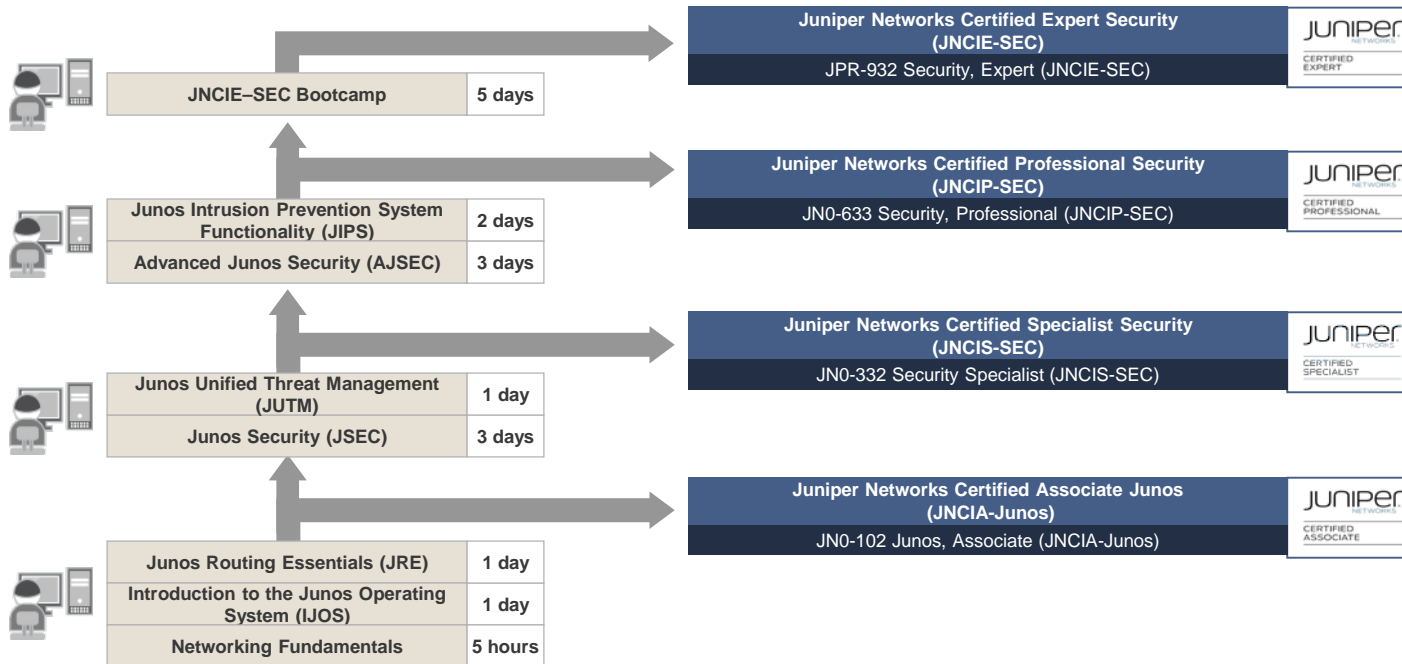 Juniper Networks Certified Expert Security
(JNCIE-SEC)
JPR-932 Security, Expert (JNCIE-SEC)
JUNIPER
NETWORKS
CERTIFIED
EXPERT
JNCIE–SEC Bootcamp
5 days
Juniper Networks Certified Professional Security
(JNCIP-SEC)
JN0-633 Security, Professional (JNCIP-SEC)
JUNIPER
NETWORKS
CERTIFIED
PROFESSIONAL
Junos Intrusion Prevention System
Functionality (JIPS)
2 days
Advanced Junos Security (AJSEC)
3 days
Juniper Networks Certified Specialist Security
(JNCIS-SEC)
JN0-332 Security Specialist (JNCIS-SEC)
JUNIPER
NETWORKS
CERTIFIED
SPECIALIST
Junos Unified Threat Management
(JUTM)
1 day
Junos Security (JSEC)
3 days
Juniper Networks Certified Associate Junos
(JNCIA-Junos)
JN0-102 Junos, Associate (JNCIA-Junos)
JUNIPER
NETWORKS
CERTIFIED
ASSOCIATE
Junos Routing Essentials (JRE)
1 day
Introduction to the Junos Operating
System (IJOS)
1 day
Networking Fundamentals
5 hours